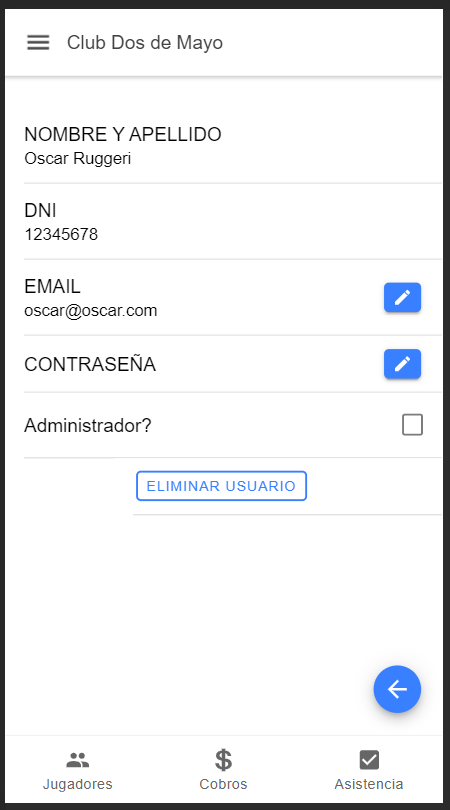 Club Dos de Mayo
NOMBRE Y APELLIDO
Oscar Ruggeri
DNI
12345678
EMAIL
oscar@oscar.com
CONTRASEÑA
Administrador?
ELIMINAR USUARIO
Jugadores
Cobros
Asistencia